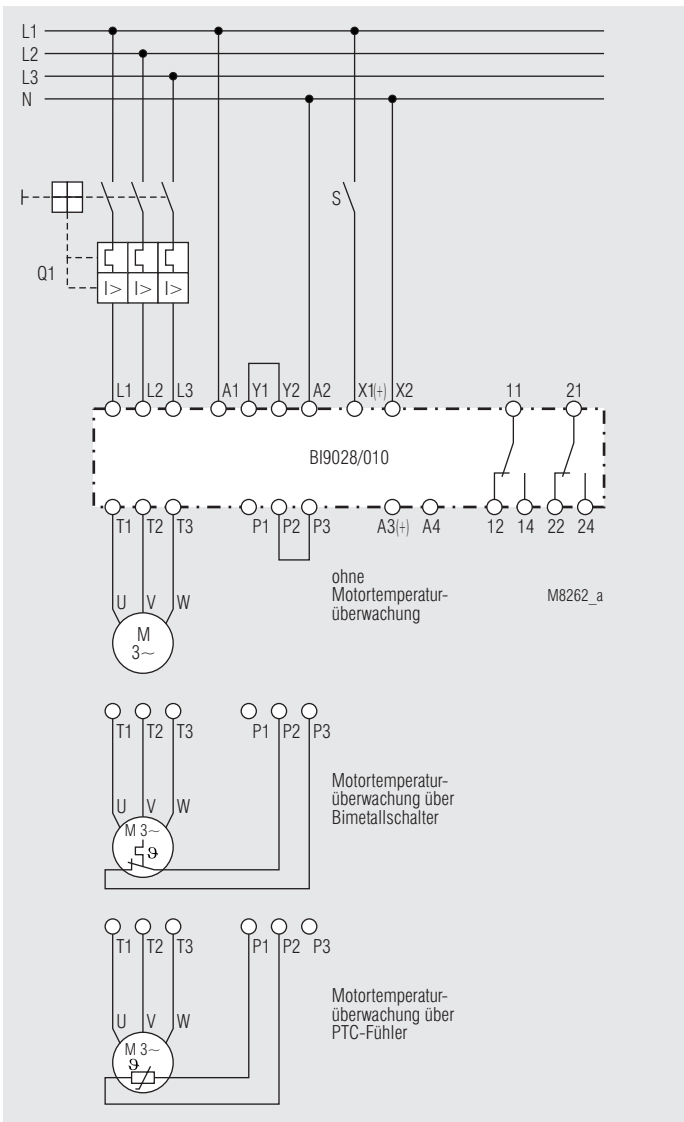 L1
L2
L3
N
S
Q1
I> I> I>
L1 L2 L3 A1 Y1 Y2 A2 X1(+) X2 11 21
BI9028/010
T1 T2 T3 P1 P2 P3 A3(+) A4 12 14 22 24
ohne
Motortemperatur-
überwachung
M8262_a
U V W
M
3~
T1 T2 T3 P1 P2 P3
Motortemperatur-
überwachung über
Bimetallschalter
U V W
M 3~
ϑ
T1 T2 T3 P1 P2 P3
Motortemperatur-
überwachung über
PTC-Fühler
U V W
M 3~
ϑ